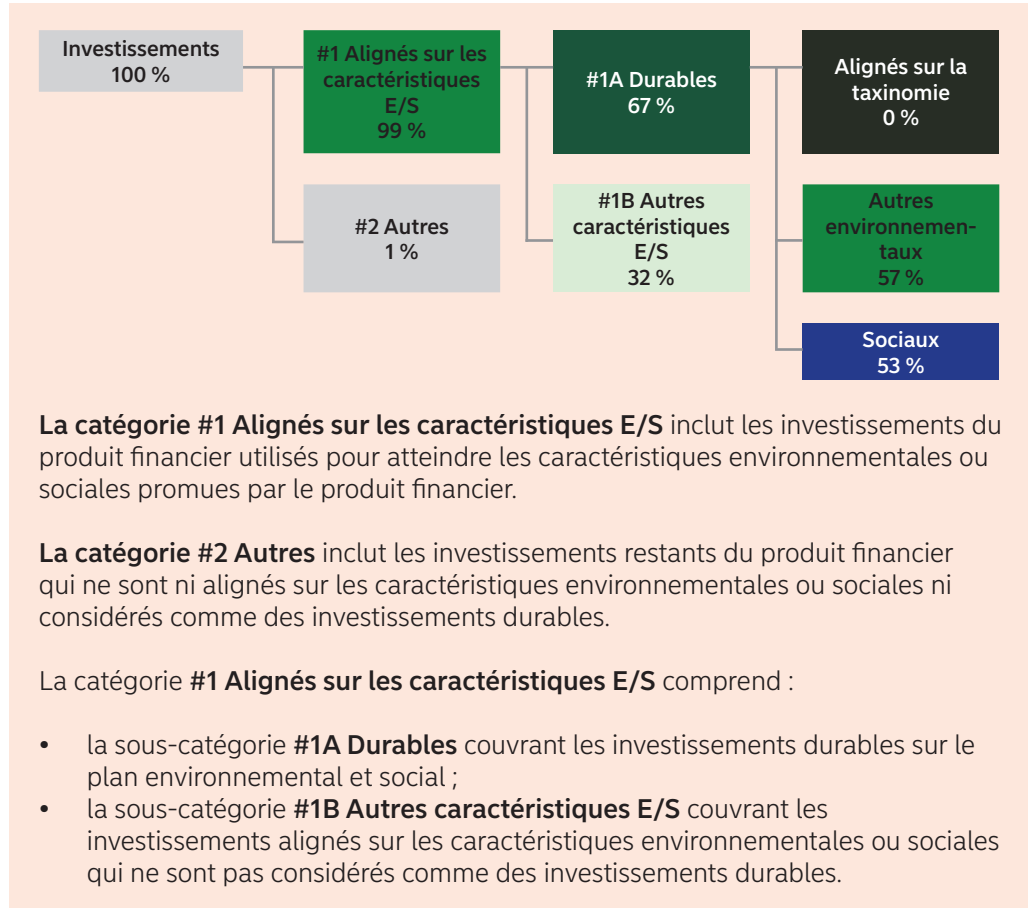 Investissements
100 %
#1 Alignés sur les
caractéristiques
E/S
99 %
#1A Durables
67 %
Alignés sur la
taxinomie
0 %
#2 Autres
1 %
#1B Autres
caractéristiques
E/S
32 %
Autres
environnemen-
taux
57 %
Sociaux
53 %
La catégorie #1 Alignés sur les caractéristiques E/S inclut les investissements du
produit financier utilisés pour atteindre les caractéristiques environnementales ou
sociales promues par le produit financier.
La catégorie #2 Autres inclut les investissements restants du produit financier
qui ne sont ni alignés sur les caractéristiques environnementales ou sociales ni
considérés comme des investissements durables.
La catégorie #1 Alignés sur les caractéristiques E/S comprend :
• la sous-catégorie #1A Durables couvrant les investissements durables sur le
plan environnemental et social ;
• la sous-catégorie #1B Autres caractéristiques E/S couvrant les
investissements alignés sur les caractéristiques environnementales ou sociales
qui ne sont pas considérés comme des investissements durables.